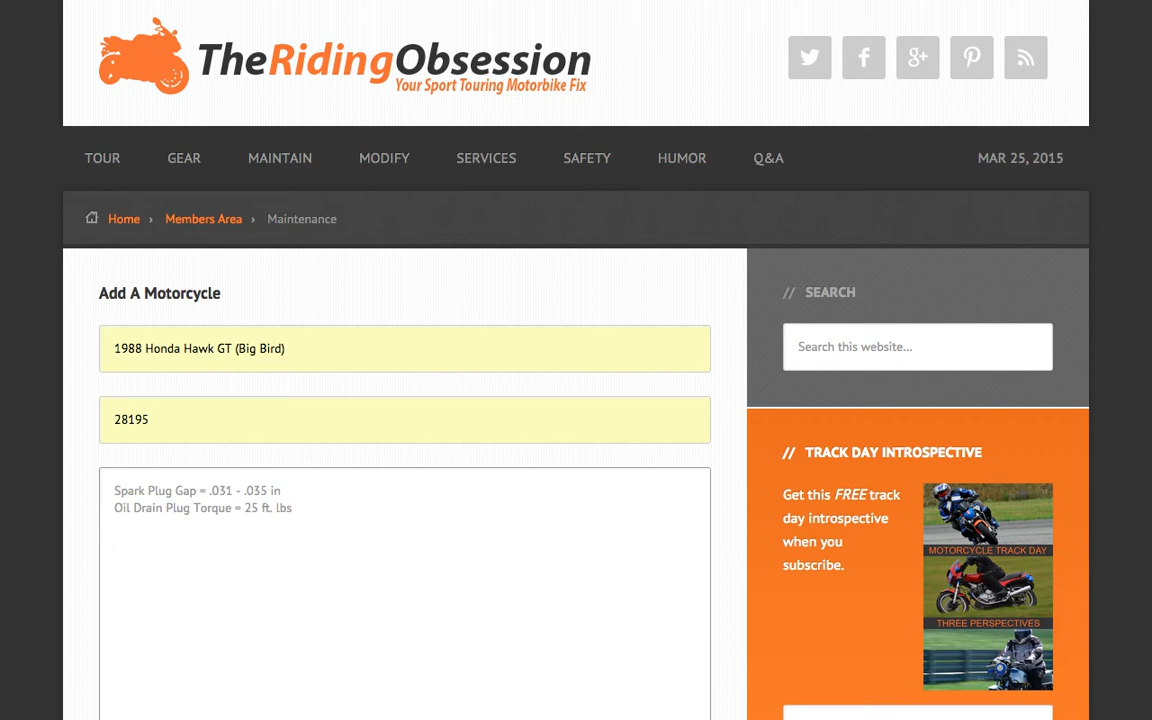 TheRidingObsession
Your Sport Touring Motorbike Fix
TOUR
GEAR
MAINTAIN
MODIFY
SERVICES
SAFETY
HUMOR
Q&A
MAR 25, 2015
Home › Members Area › Maintenance
Add A Motorcycle
1988 Honda Hawk GT (Big Bird)
28195
Spark Plug Gap = .031 - .035 in
Oil Drain Plug Torque = 25 ft. lbs
// SEARCH
Search this website...
// TRACK DAY INTROSPECTIVE
Get this FREE track
day introspective
when you
subscribe.
MOTORCYCLE TRACK DAY
THREE PERSPECTIVES